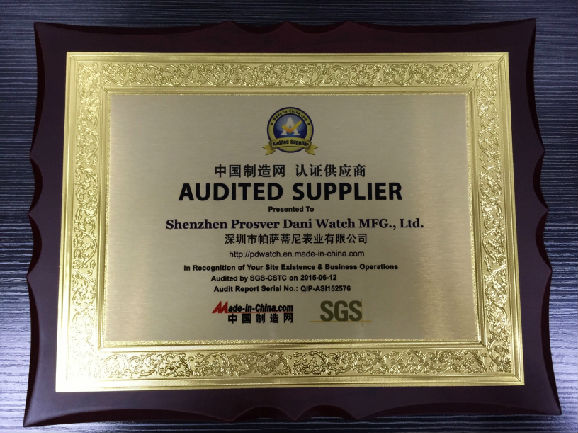 Audited Supplier
中国制造网 认证供应商
AUDITED SUPPLIER
Presented To
Shenzhen Prosver Dani Watch MFG., Ltd.
深圳市帕萨蒂尼表业有限公司
http://pdwatch.en.made-in-china.com
In Recognition of Your Site Existence & Business Operations
Audited by SGS-CSTC on 2015-06-12
Audit Report Serial No.: QIP-ASI152576
Made-in-China.com
中国制造网
SGS